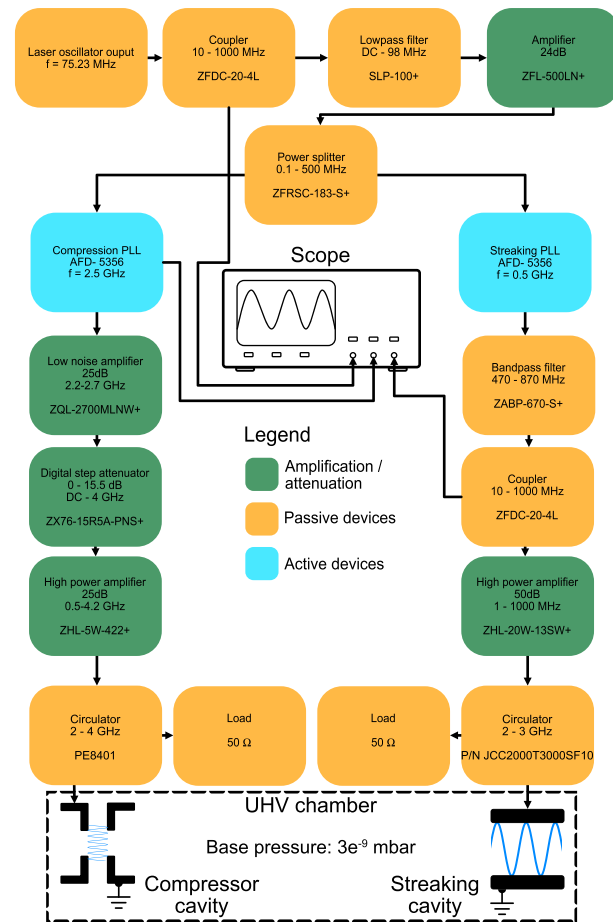 Laser oscillator ouput
f = 75.23 MHz
Coupler
10 - 1000 MHz
ZFDC-20-4L
Lowpass filter
DC - 98 MHz
SLP-100+
Amplifier
24dB
ZFL-500LN+
Power splitter
0.1 - 500 MHz
ZFRSC-183-S+
Compression PLL
AFD- 5356
f = 2.5 GHz
Scope
Streaking PLL
AFD- 5356
f = 0.5 GHz
Low noise amplifier
25dB
2.2-2.7 GHz
ZQL-2700MLNW+
Bandpass filter
470 - 870 MHz
ZABP-670-S+
Legend
Amplification /
attenuation
Passive devices
Active devices
Digital step attenuator
0 - 15.5 dB
DC - 4 GHz
ZX76-15R5A-PNS+
Coupler
10 - 1000 MHz
ZFDC-20-4L
High power amplifier
25dB
0.5-4.2 GHz
ZHL-5W-422+
High power amplifier
50dB
1 - 1000 MHz
ZHL-20W-13SW+
Circulator
2 - 4 GHz
PE8401
Load
50 Ω
Load
50 Ω
Circulator
2 - 3 GHz
P/N JCC2000T3000SF10
UHV chamber
Base pressure: 3e⁻⁹ mbar
Compressor
cavity
Streaking
cavity